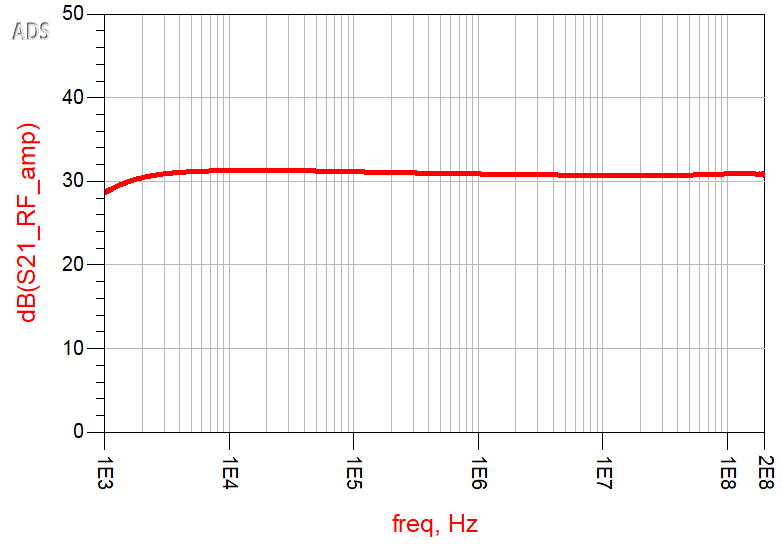 ADS
50
40
30
20
10
0
dB(S21_RF_amp)
1E3
1E4
1E5
1E6
1E7
1E8
2E8
freq, Hz